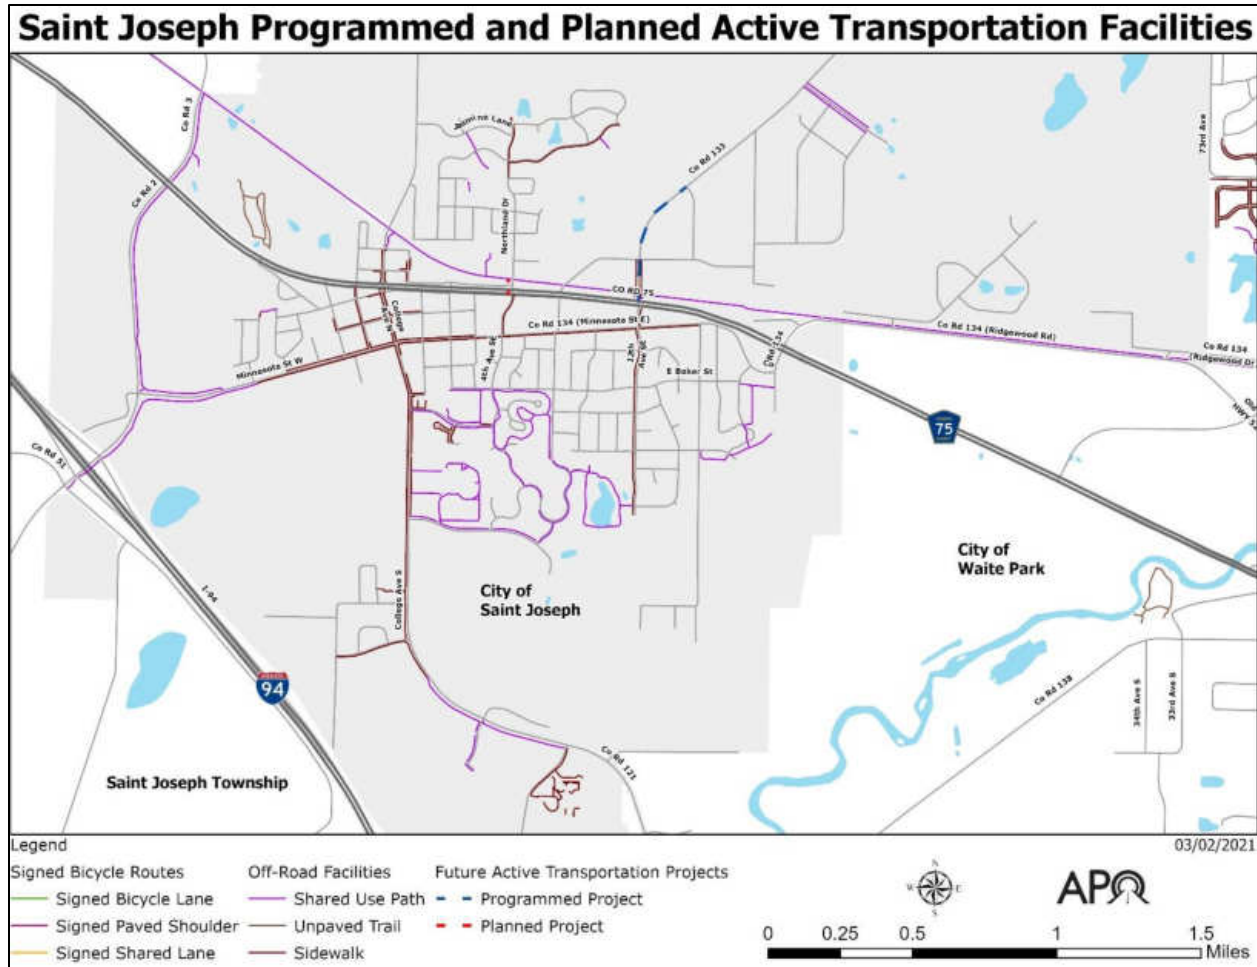 Saint Joseph Programmed and Planned Active Transportation Facilities
Co Rd 3
Jasmine Lane
Co Rd 133
73rd Ave
Co Rd 2
Northland Dr
CO RD 75
College
Ave N
Co Rd 134 (Minnesota St E)
Co Rd 134 (Ridgewood Rd)
Co Rd 134
(Ridgewood Dr
Minnesota St W
4th Ave SE
12th
Ave SE
E Baker St
Co Rd 51
75
I-94
City of
Waite Park
City of
Saint Joseph
College Ave S
94
Co Rd 138
34th Ave S
33rd Ave S
Saint Joseph Township
Co Rd 121
Legend
03/02/2021
Signed Bicycle Routes
Off-Road Facilities
Future Active Transportation Projects
Signed Bicycle Lane
Shared Use Path
Programmed Project
Signed Paved Shoulder
Unpaved Trail
Planned Project
Signed Shared Lane
Sidewalk
N
W
E
S
APO
0
0.25
0.5
1
1.5
Miles